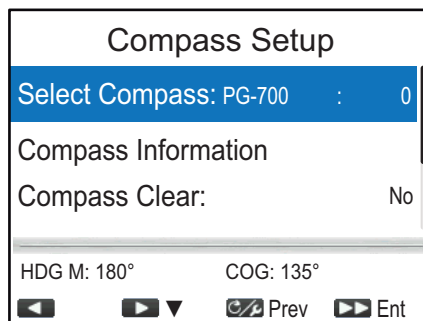 Compass Setup
Select Compass: PG-700 : 0
Compass Information
Compass Clear: No
HDG M: 180° COG: 135°
Prev Ent